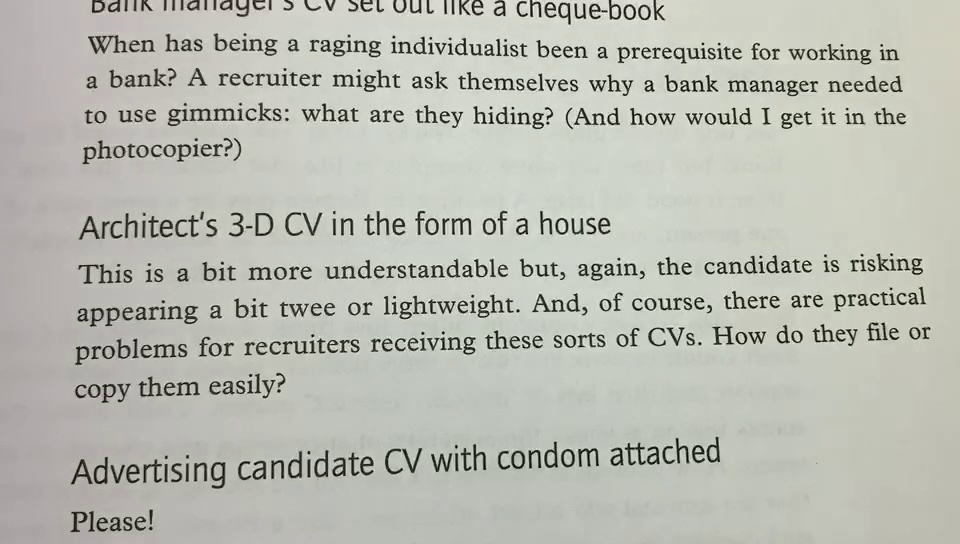 Bank manager's CV set out like a cheque-book
When has being a raging individualist been a prerequisite for working in
a bank? A recruiter might ask themselves why a bank manager needed
to use gimmicks: what are they hiding? (And how would I get it in the
photocopier?)
Architect's 3-D CV in the form of a house
This is a bit more understandable but, again, the candidate is risking
appearing a bit twee or lightweight. And, of course, there are practical
problems for recruiters receiving these sorts of CVs. How do they file or
copy them easily?
Advertising candidate CV with condom attached
Please!